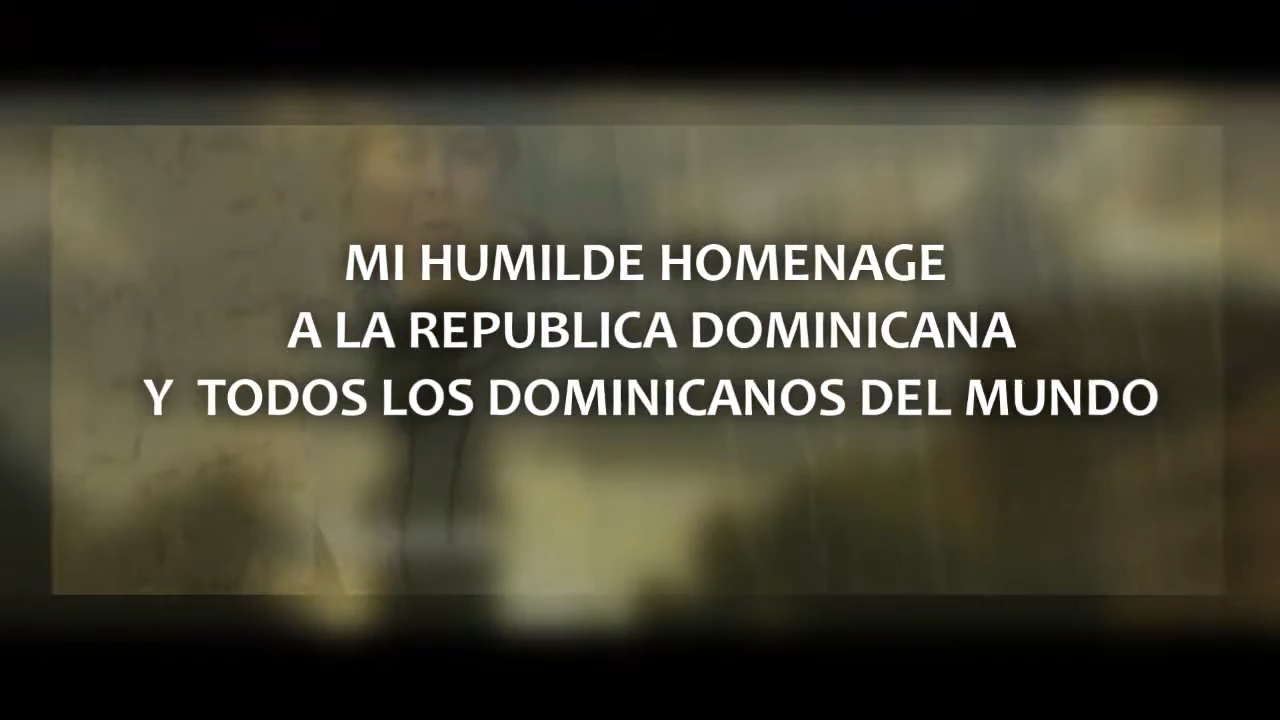 MI HUMILDE HOMENAGE
A LA REPUBLICA DOMINICANA
Y TODOS LOS DOMINICANOS DEL MUNDO